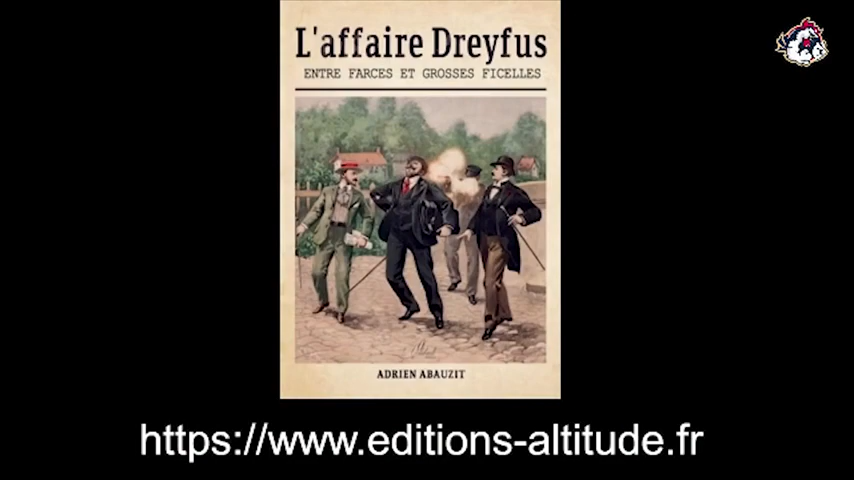 L'affaire Dreyfus
ENTRE FARCES ET GROSSES FICELLES
ADRIEN ABAUZIT
https://www.editions-altitude.fr